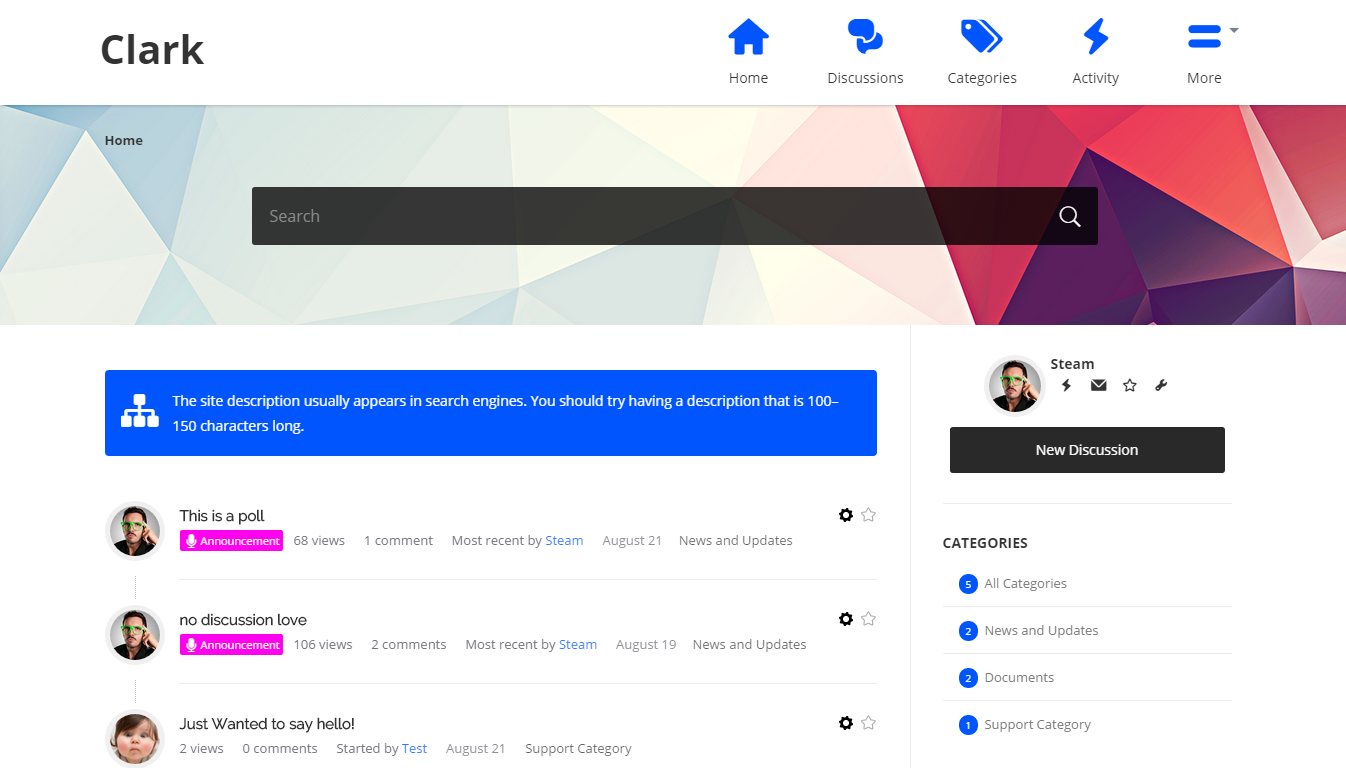 Clark
Home
Discussions
Categories
Activity
More
Home
Search
The site description usually appears in search engines. You should try having a description that is 100–
150 characters long.
This is a poll
Announcement 68 views 1 comment Most recent by Steam August 21 News and Updates
no discussion love
Announcement 106 views 2 comments Most recent by Steam August 19 News and Updates
Just Wanted to say hello!
2 views 0 comments Started by Test August 21 Support Category
Steam
New Discussion
CATEGORIES
5 All Categories
2 News and Updates
2 Documents
1 Support Category